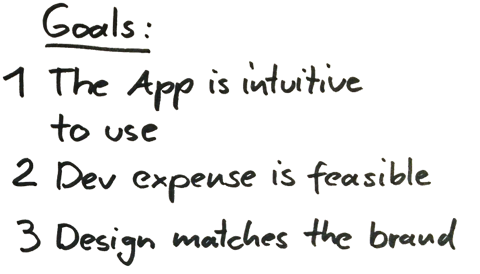 Goals:
1 The App is intuitive
to use
2 Dev expense is feasible
3 Design matches the brand